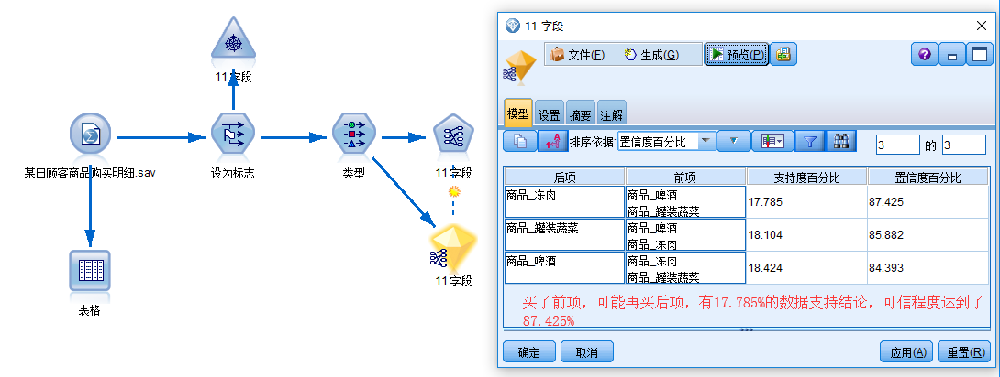 11 字段
某日顾客商品购买明细.sav
设为标志
类型
11 字段
11 字段
表格
11 字段
文件(F)
生成(G)
预览(P)
模型
设置
摘要
注解
排序依据:
置信度百分比
3
的
3
后项
前项
支持度百分比
置信度百分比
商品_冻肉
商品_啤酒
商品_罐装蔬菜
17.785
87.425
商品_罐装蔬菜
商品_啤酒
商品_冻肉
18.104
85.882
商品_啤酒
商品_冻肉
商品_罐装蔬菜
18.424
84.393
买了前项，可能再买后项，有17.785%的数据支持结论，可信程度达到了
87.425%
确定
取消
应用(A)
重置(R)